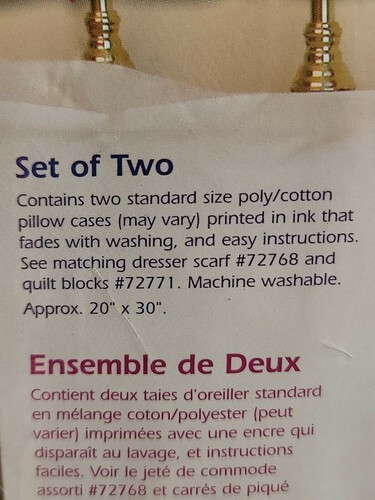 Set of Two
Contains two standard size poly/cotton
pillow cases (may vary) printed in ink that
fades with washing, and easy instructions.
See matching dresser scarf #72768 and
quilt blocks #72771. Machine washable.
Approx. 20" x 30".
Ensemble de Deux
Contient deux taies d'oreiller standard
en mélange coton/polyester (peut
varier) imprimées avec une encre qui
disparaît au lavage, et instructions
faciles. Voir le jeté de commode
assorti #72768 et carrés de piqué